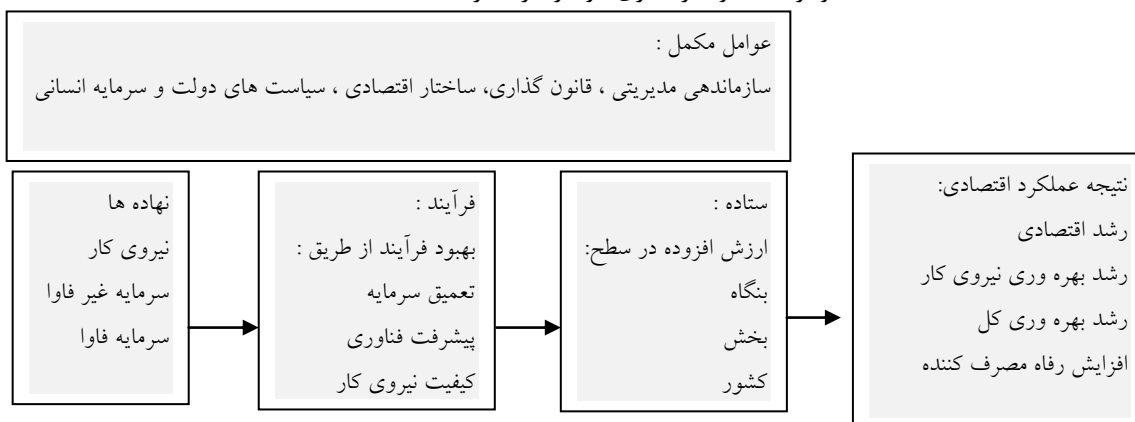 عوامل مکمل :
سازماندهی مدیریتی ، قانون گذاری، ساختار اقتصادی ، سیاست های دولت و سرمایه انسانی
نهاده ها
نیروی کار
سرمایه غیر فاوا
سرمایه فاوا
فرآیند :
بهبود فرآیند از طریق :
تعمیق سرمایه
پیشرفت فناوری
کیفیت نیروی کار
ستاده :
ارزش افزوده در سطح:
بنگاه
بخش
کشور
نتیجه عملکرد اقتصادی:
رشد اقتصادی
رشد بهره وری نیروی کار
رشد بهره وری کل
افزایش رفاه مصرف کننده